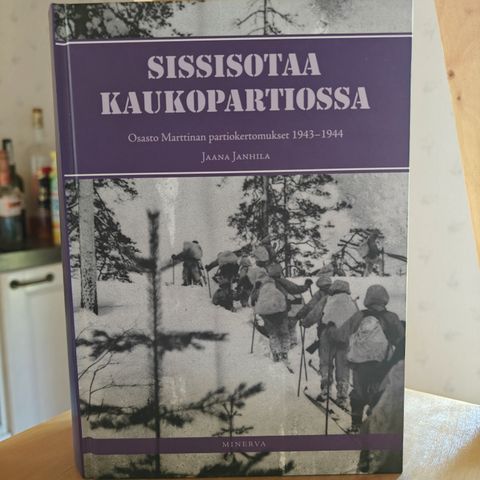 SISSISOTAA
KAUKOPARTIOSSA
Osasto Marttinan partiokertomukset 1943–1944
Jaana Janhila
MINERVA